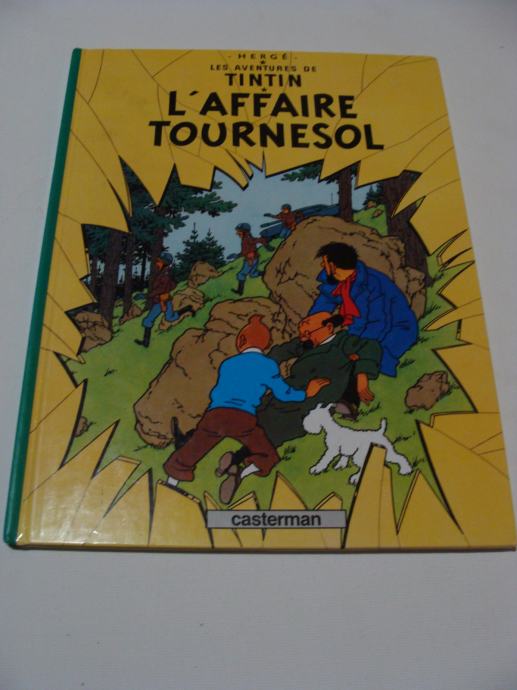 · HERGÉ ·
LES AVENTURES DE
TINTIN
L'AFFAIRE
TOURNESOL
casterman